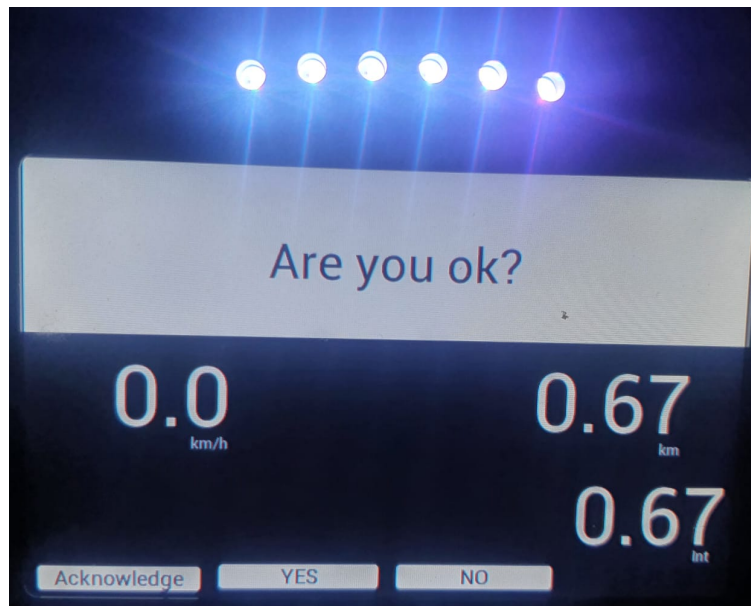 Are you ok?
0.0 0.67
km/h km
0.67
Int
Acknowledge YES NO